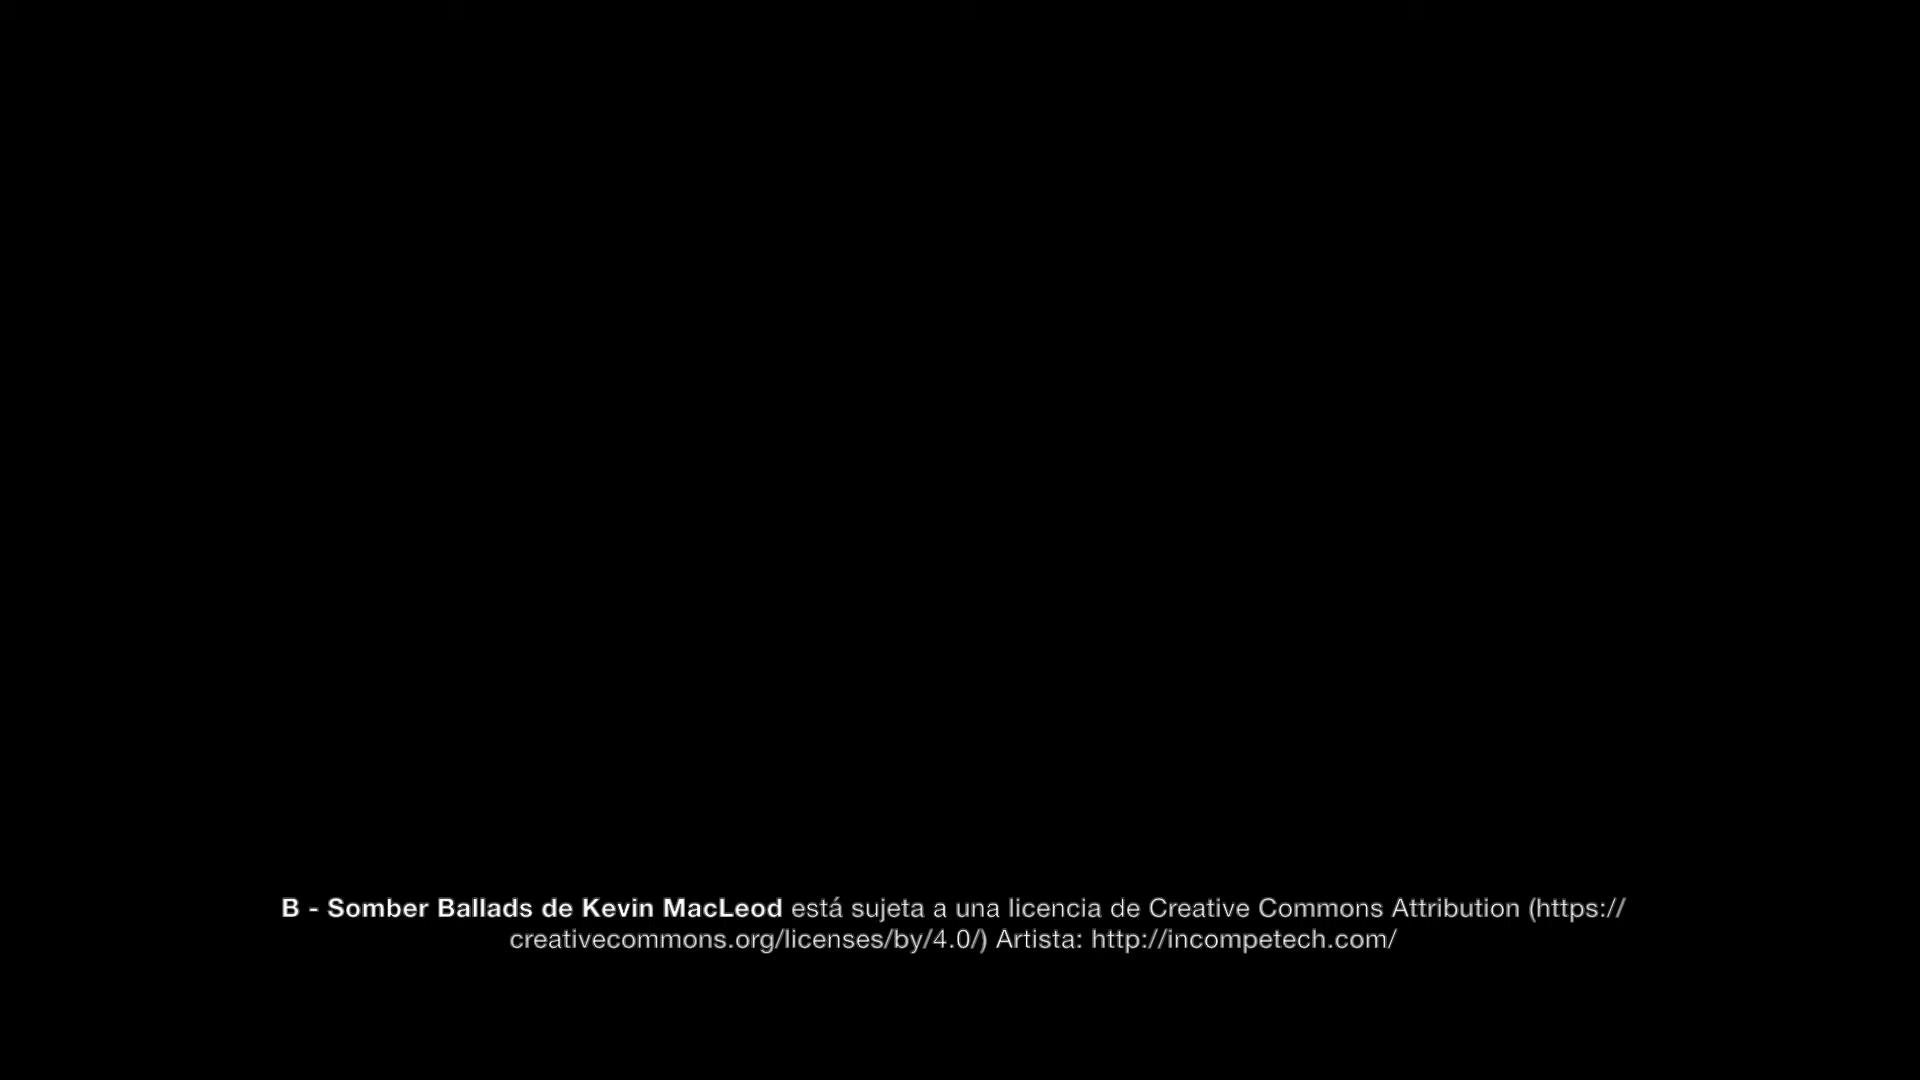 B - Somber Ballads de Kevin MacLeod está sujeta a una licencia de Creative Commons Attribution (https://
creativecommons.org/licenses/by/4.0/) Artista: http://incompetech.com/